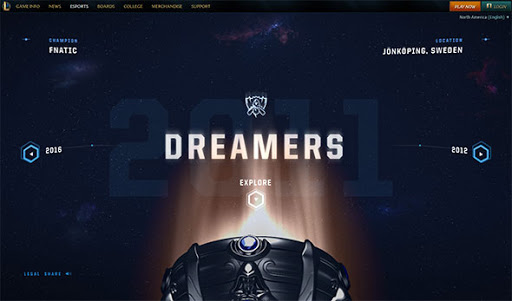 GAME INFO NEWS ESPORTS BOARDS COLLEGE MERCHANDISE SUPPORT PLAY NOW LOGIN
North America (English)
CHAMPION
FNATIC
LOCATION
JÖNKÖPING, SWEDEN
2011
2016
DREAMERS
2012
EXPLORE
LEGAL SHARE